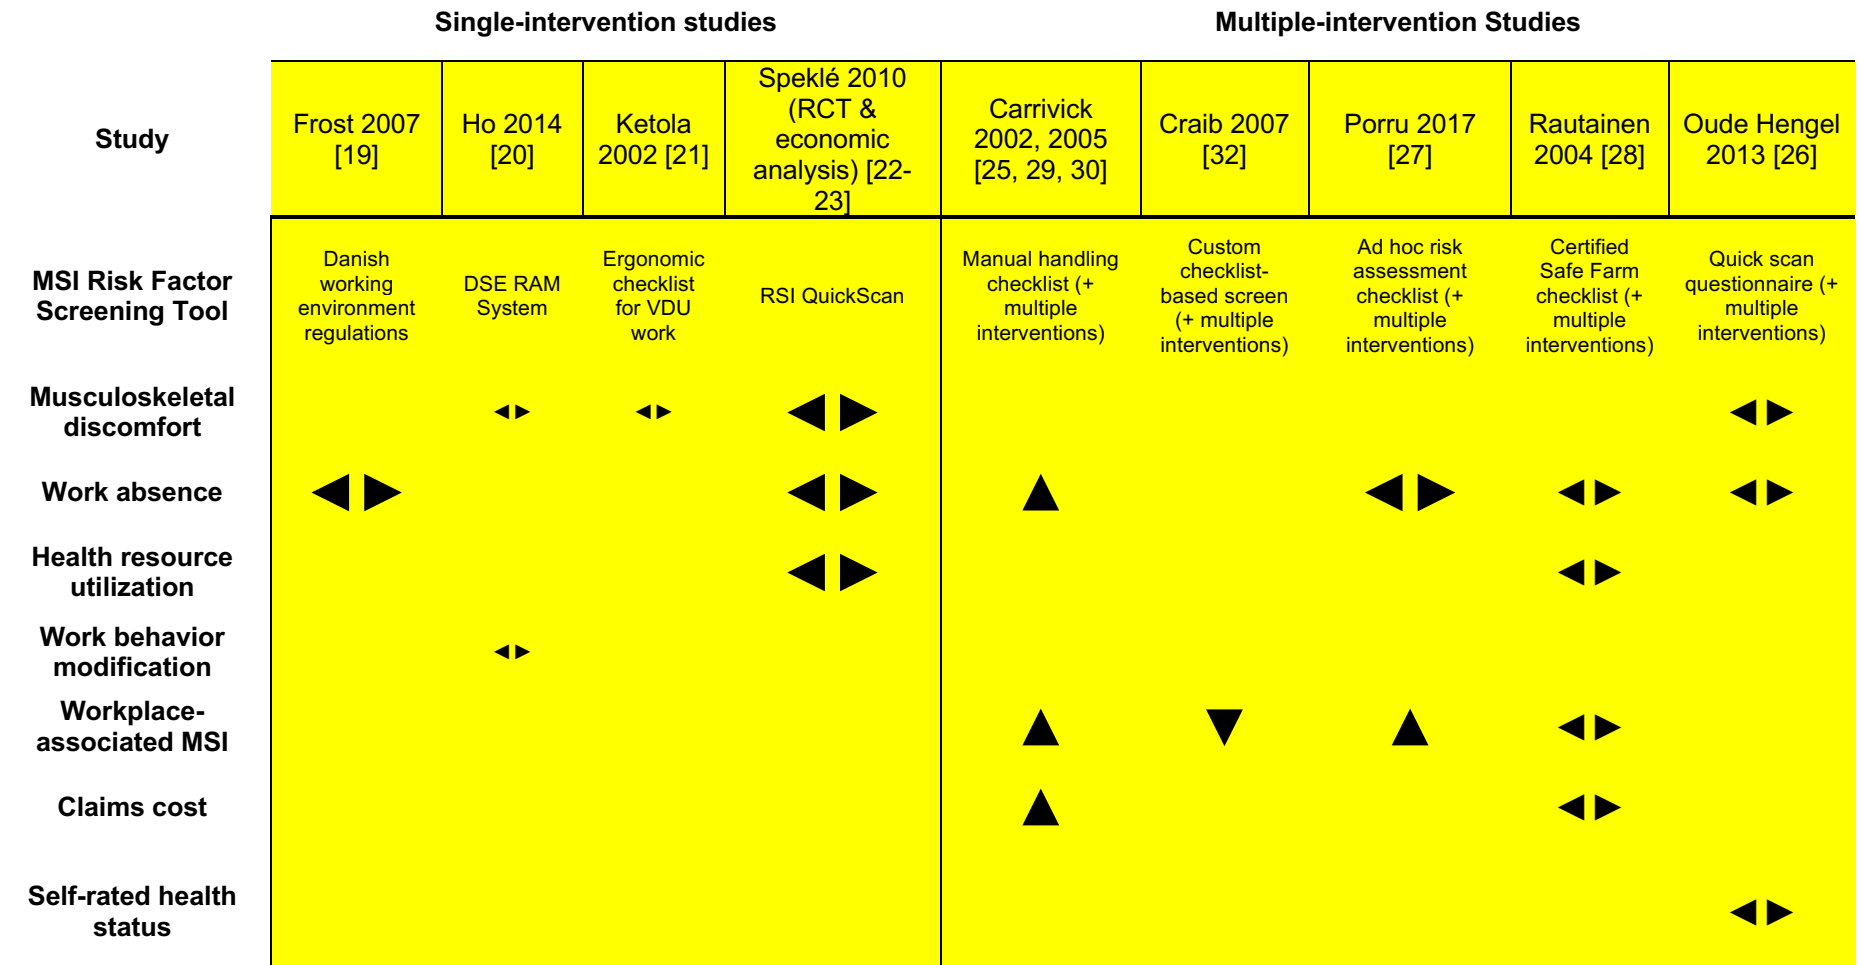 Single-intervention studies
Multiple-intervention Studies
Study
Frost 2007
[19]
Ho 2014
[20]
Ketola
2002 [21]
Speklé 2010
(RCT &
economic
analysis) [22-
23]
Carrivick
2002, 2005
[25, 29, 30]
Craib 2007
[32]
Porru 2017
[27]
Rautainen
2004 [28]
Oude Hengel
2013 [26]
MSI Risk Factor
Screening Tool
Danish
working
environment
regulations
DSE RAM
System
Ergonomic
checklist
for VDU
work
RSI QuickScan
Manual handling
checklist (+
multiple
interventions)
Custom
checklist-
based screen
(+ multiple
interventions)
Ad hoc risk
assessment
checklist (+
multiple
interventions)
Certified
Safe Farm
checklist (+
multiple
interventions)
Quick scan
questionnaire (+
multiple
interventions)
Musculoskeletal
discomfort
Work absence
Health resource
utilization
Work behavior
modification
Workplace-
associated MSI
Claims cost
Self-rated health
status